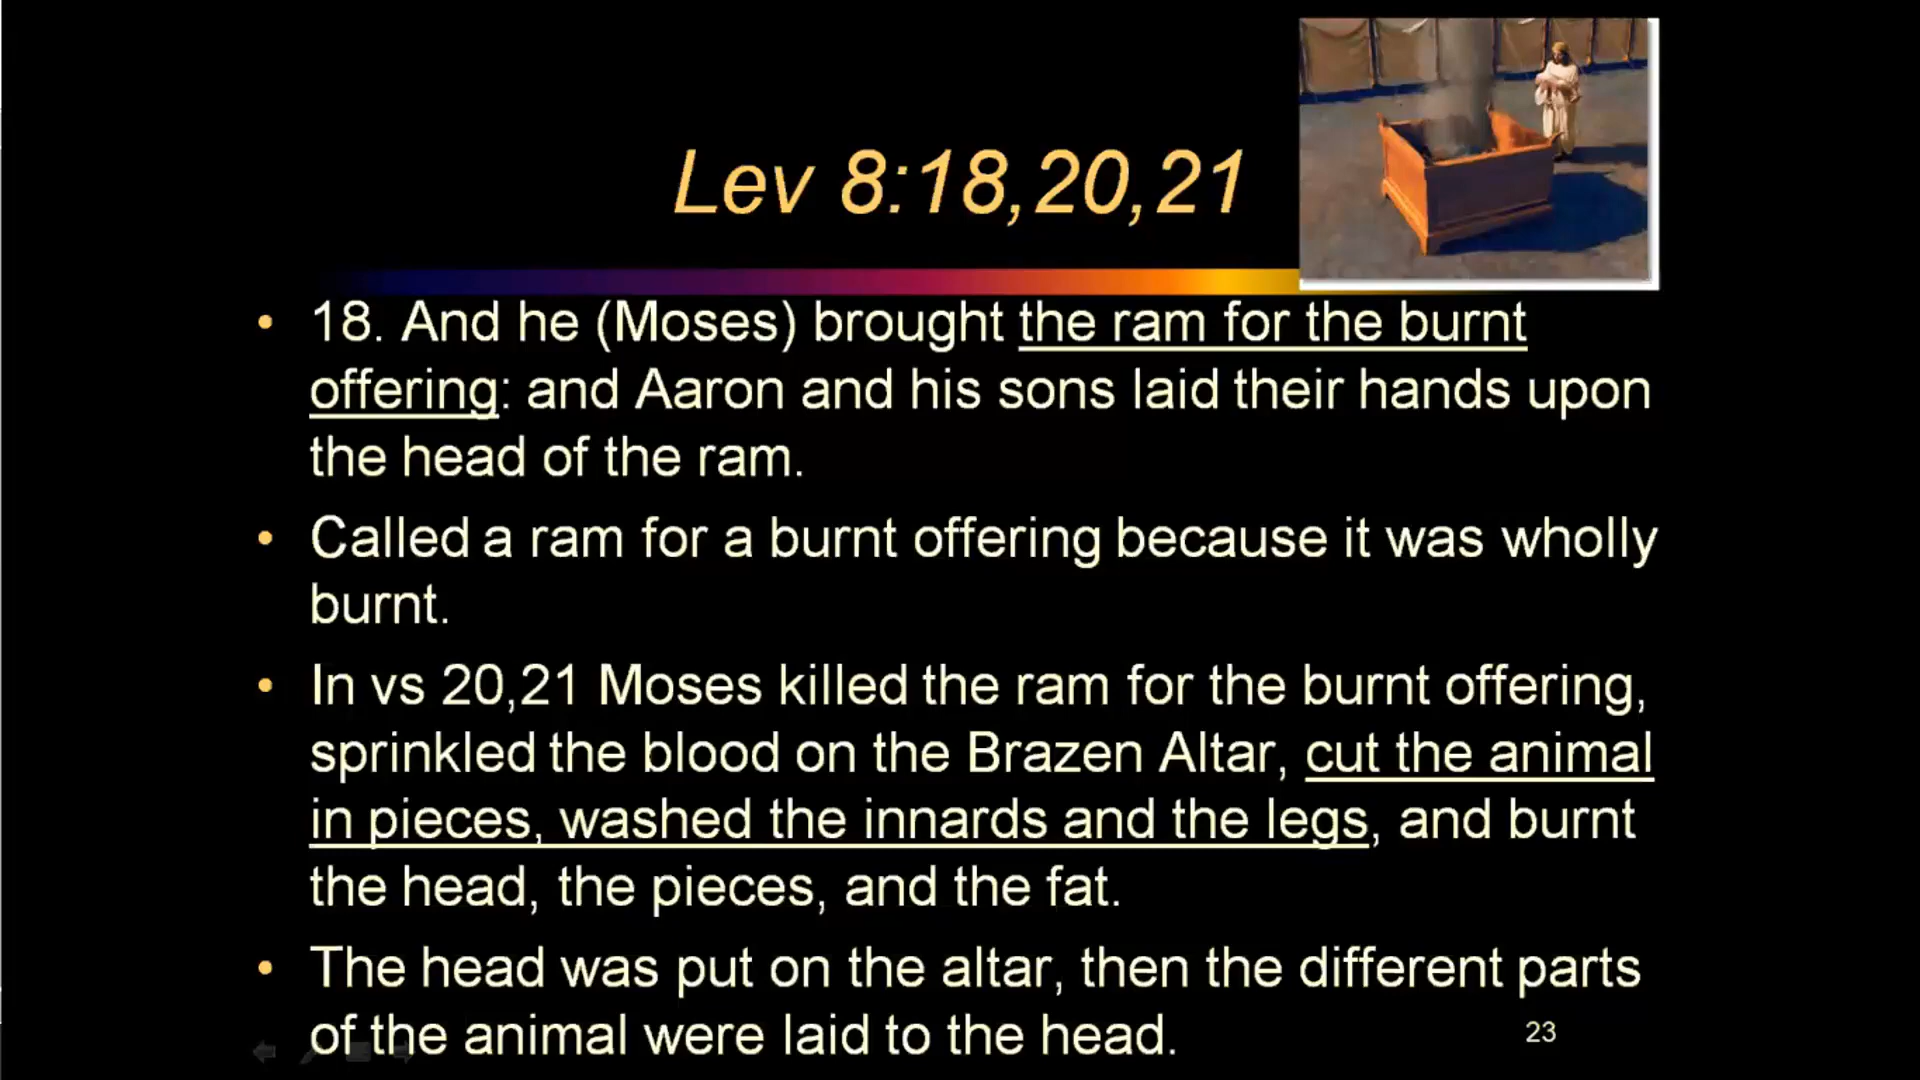 Lev 8:18,20,21
• 18. And he (Moses) brought the ram for the burnt
offering: and Aaron and his sons laid their hands upon
the head of the ram.
• Called a ram for a burnt offering because it was wholly
burnt.
• In vs 20,21 Moses killed the ram for the burnt offering,
sprinkled the blood on the Brazen Altar, cut the animal
in pieces, washed the innards and the legs, and burnt
the head, the pieces, and the fat.
• The head was put on the altar, then the different parts
of the animal were laid to the head.
23